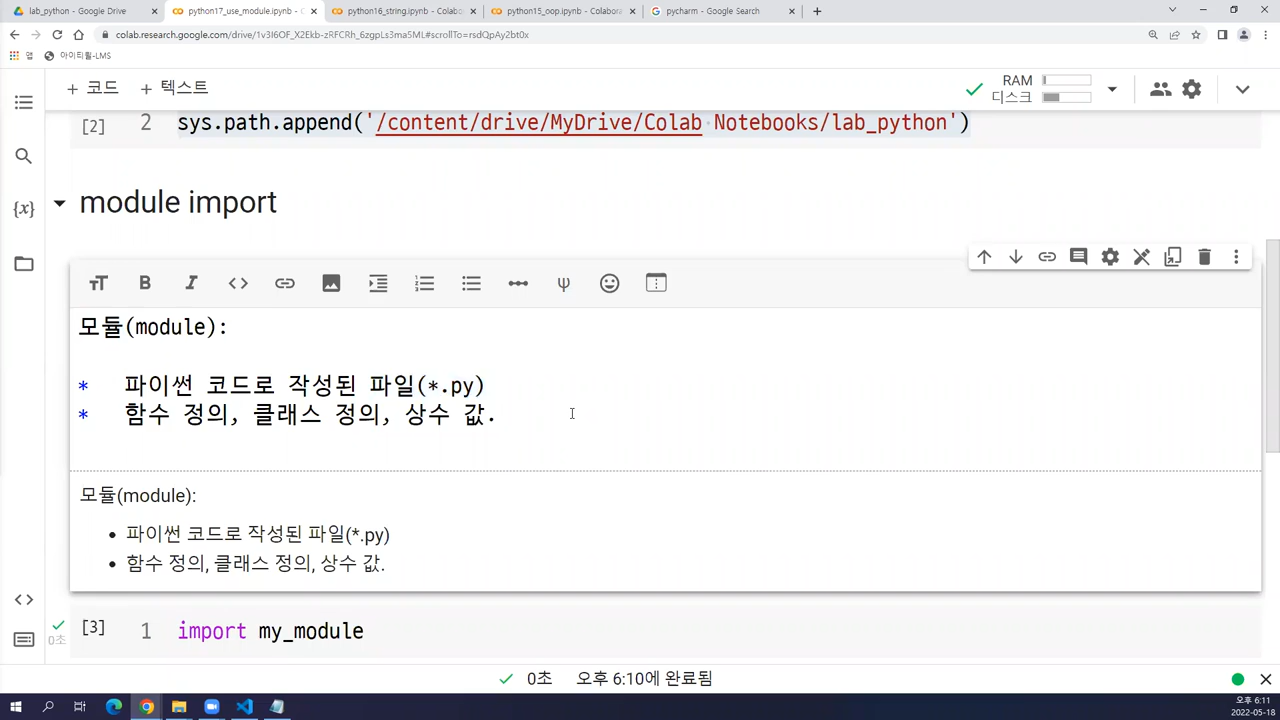 lab_python - Google Drive
python17_use_module.ipynb - C
python16_string.ipynb - Colabo
python15_oop.ipynb - Colabora
pycharm - Google Search
colab.research.google.com/drive/1v3I6OF_X2Ekb-zRFCRh_6zgpLs3ma5ML#scrollTo=rsdQpAy2bt0x
앱
아이티윌-LMS
+ 코드
+ 텍스트
RAM
디스크
[2]
2 sys.path.append('/content/drive/MyDrive/Colab Notebooks/lab_python')
module import
모듈(module):
* 파이썬 코드로 작성된 파일(*.py)
* 함수 정의, 클래스 정의, 상수 값.
모듈(module):
• 파이썬 코드로 작성된 파일(*.py)
• 함수 정의, 클래스 정의, 상수 값.
[3]
1 import my_module
0초
0초 오후 6:10에 완료됨
오후 6:11
2022-05-18